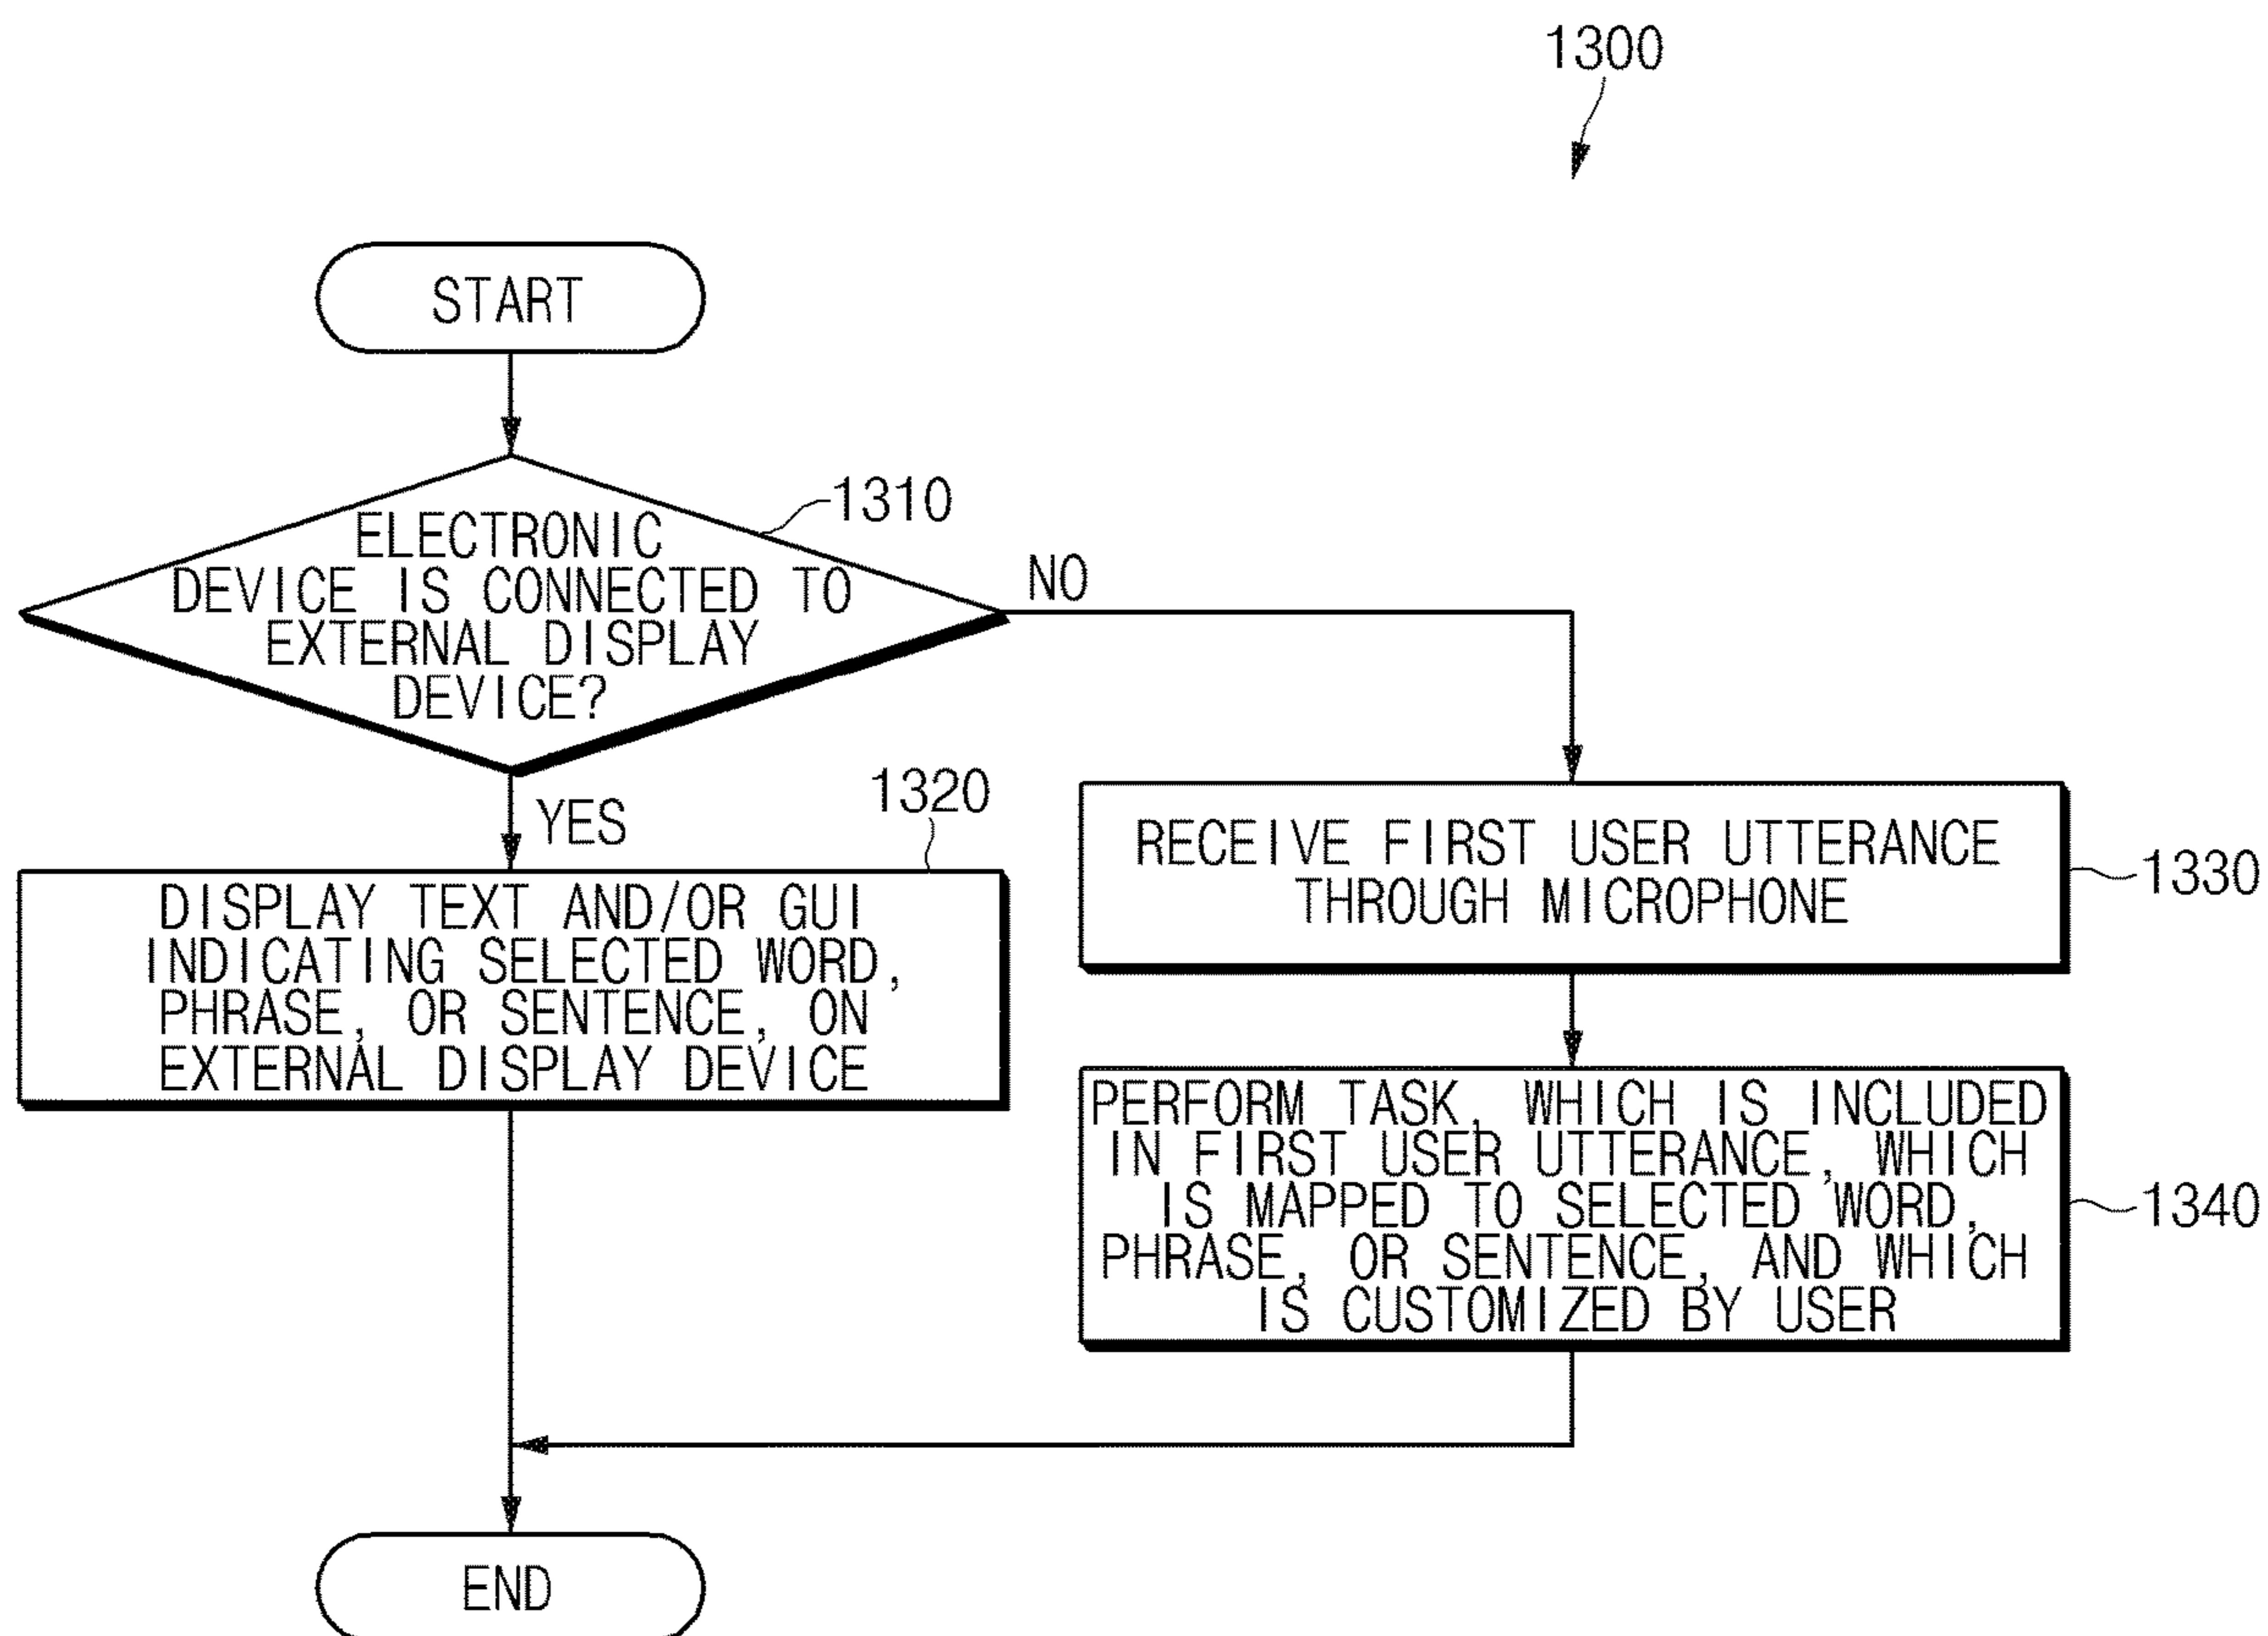 1300
START
1310
ELECTRONIC
DEVICE IS CONNECTED TO
EXTERNAL DISPLAY
DEVICE?
NO
YES
1320
DISPLAY TEXT AND/OR GUI
INDICATING SELECTED WORD,
PHRASE, OR SENTENCE, ON
EXTERNAL DISPLAY DEVICE
RECEIVE FIRST USER UTTERANCE
THROUGH MICROPHONE
1330
PERFORM TASK, WHICH IS INCLUDED
IN FIRST USER UTTERANCE, WHICH
IS MAPPED TO SELECTED WORD,
PHRASE, OR SENTENCE, AND WHICH
IS CUSTOMIZED BY USER
1340
END